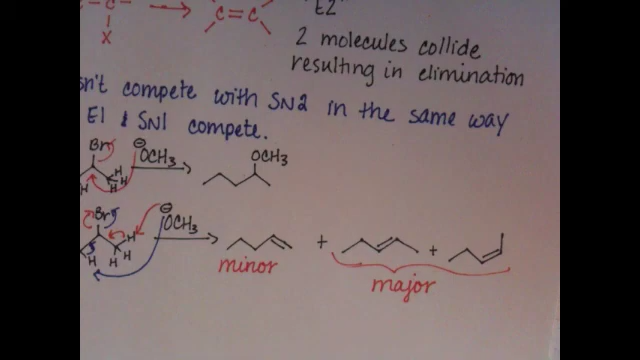 C → C=C "E2"
X
2 molecules collide
resulting in elimination
sn't compete with SN2 in the same way
E1 & SN1 compete.
Br ⊖OCH3 → OCH3
H H H
Br ⊖OCH3 → + +
H H H H
minor major